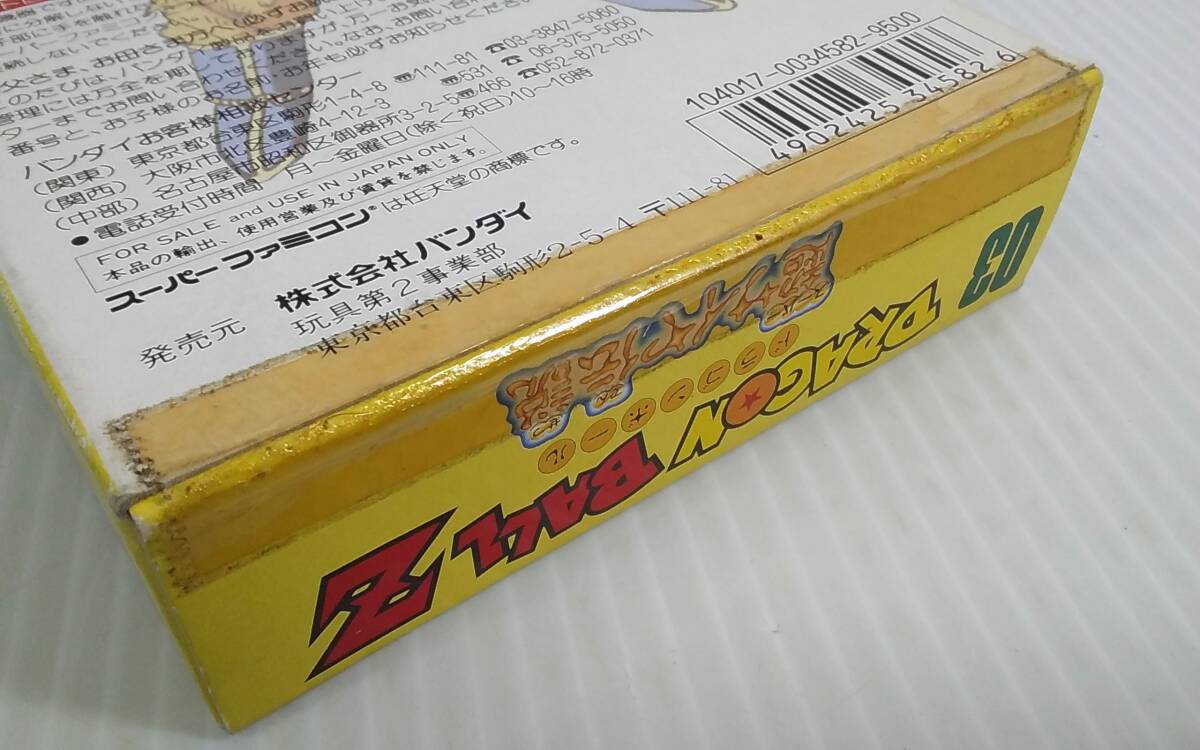 バンダイお客様相談センター
(関東) 東京都台東区駒形1-4-8 〠111-81 ☎03-3847-5060
(関西) 大阪市北区豊崎4-12-3 〠531 ☎06-375-5050
(中部) 名古屋市昭和区御器所3-2-5 〠466 ☎052-872-0371
●電話受付時間 月〜金曜日(除く祝日)10〜16時
FOR SALE and USE IN JAPAN ONLY
本品の輸出、使用営業及び賃貸を禁じます。
スーパーファミコン®は任天堂の商標です。
発売元 株式会社バンダイ
玩具第2事業部
東京都台東区駒形2-5-4 〒111-81
104017-0034582-9500
4902425345826
DRAGON BALL Z
ドラゴンボール
超サイヤ伝説
03